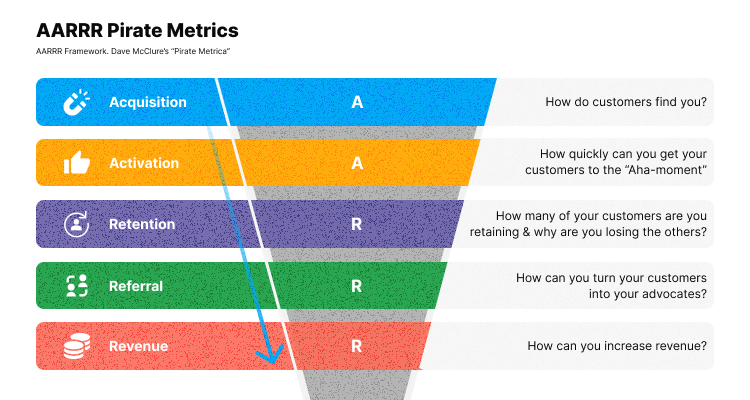 AARRR Pirate Metrics
AARRR Framework. Dave McClure's "Pirate Metrica"
Acquisition
A
How do customers find you?
Activation
A
How quickly can you get your
customers to the “Aha-moment”
Retention
R
How many of your customers are you
retaining & why are you losing the others?
Referral
R
How can you turn your customers
into your advocates?
Revenue
R
How can you increase revenue?